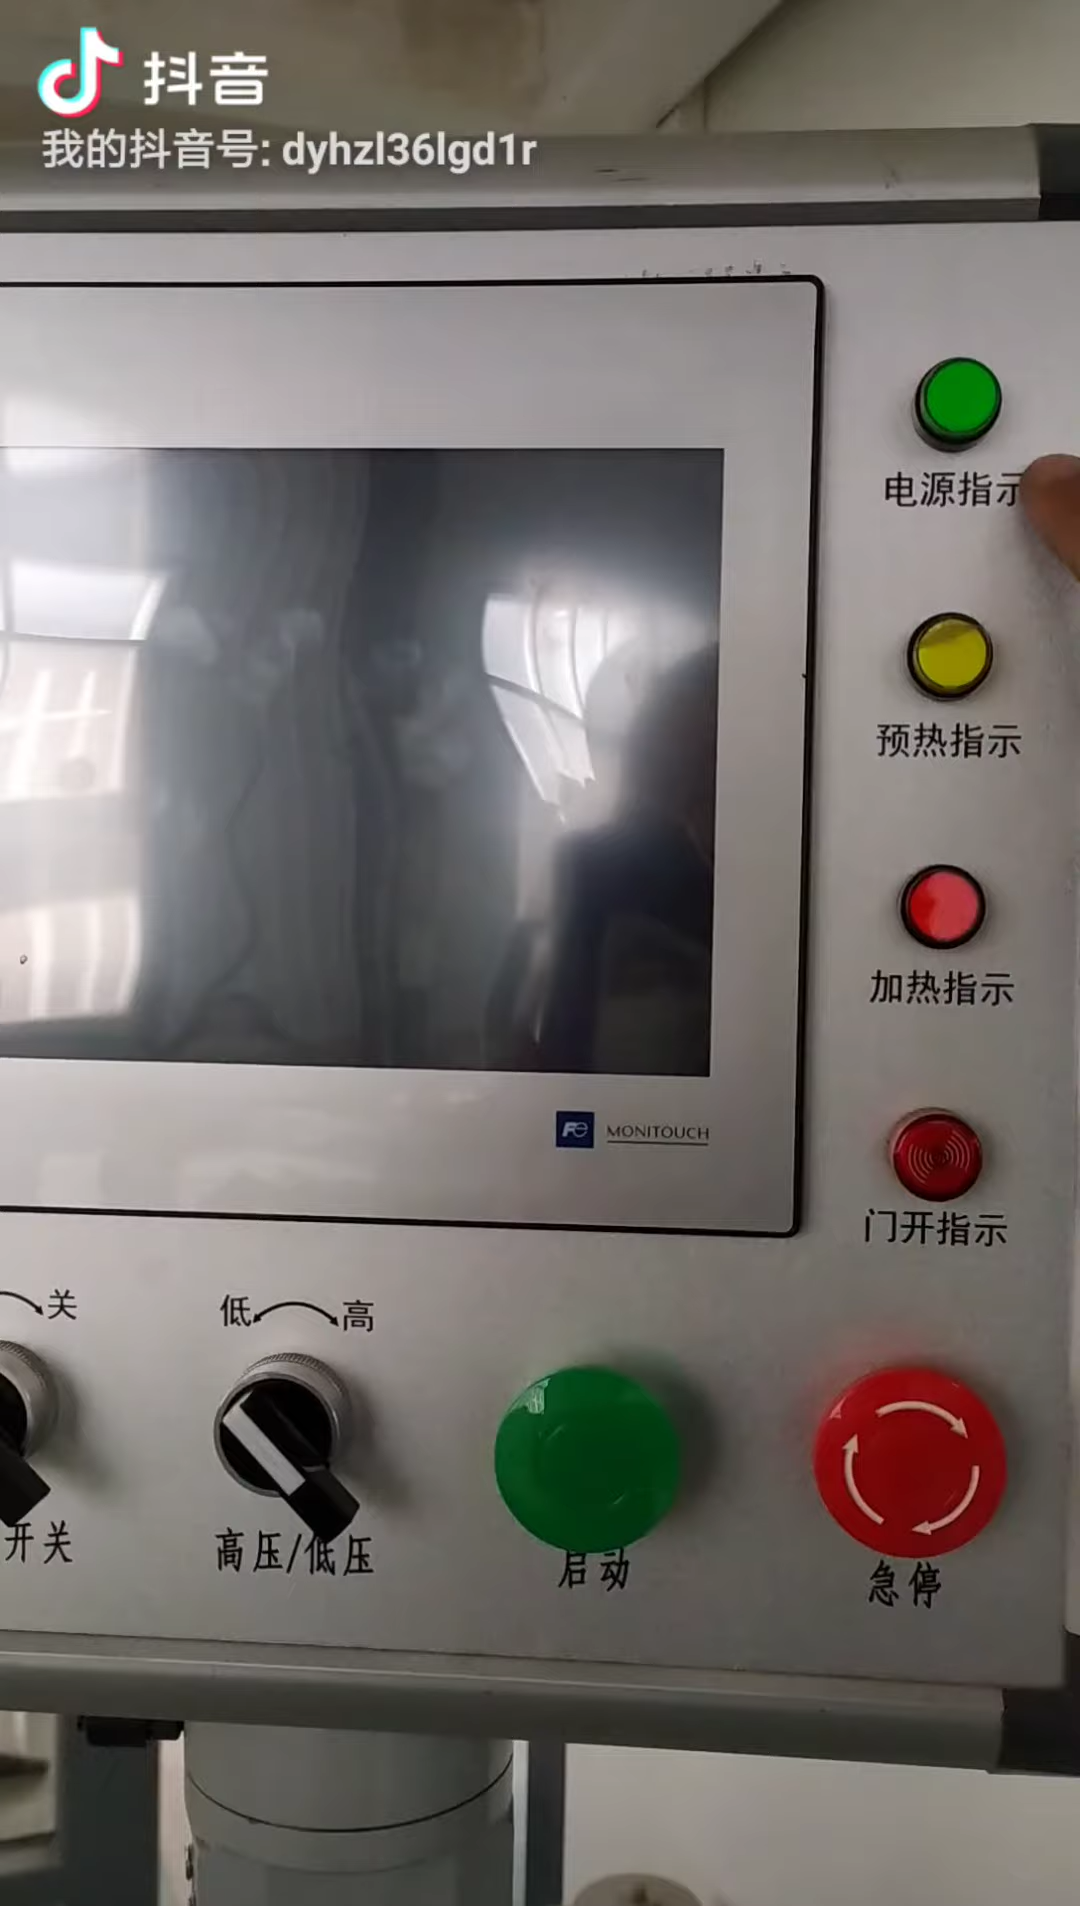 抖音
我的抖音号: dyhzl36lgd1r
电源指示
预热指示
加热指示
门开指示
Fe MONITOUCH
关
低 高
开关
高压/低压
启动
急停